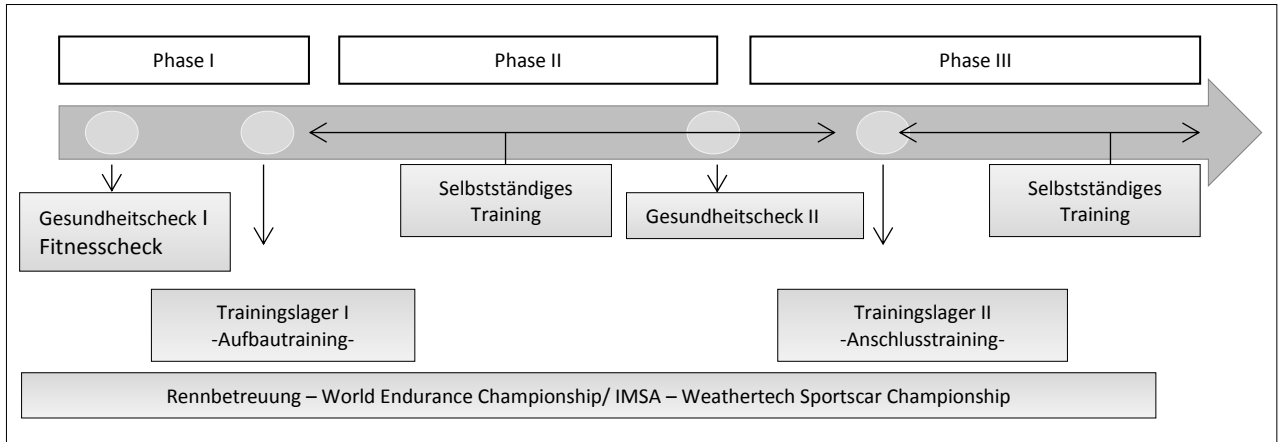 Phase I
Phase II
Phase III
Gesundheitscheck I
Fitnesscheck
Selbstständiges
Training
Gesundheitscheck II
Selbstständiges
Training
Trainingslager I
-Aufbautraining-
Trainingslager II
-Anschlusstraining-
Rennbetreuung – World Endurance Championship/ IMSA – Weathertech Sportscar Championship